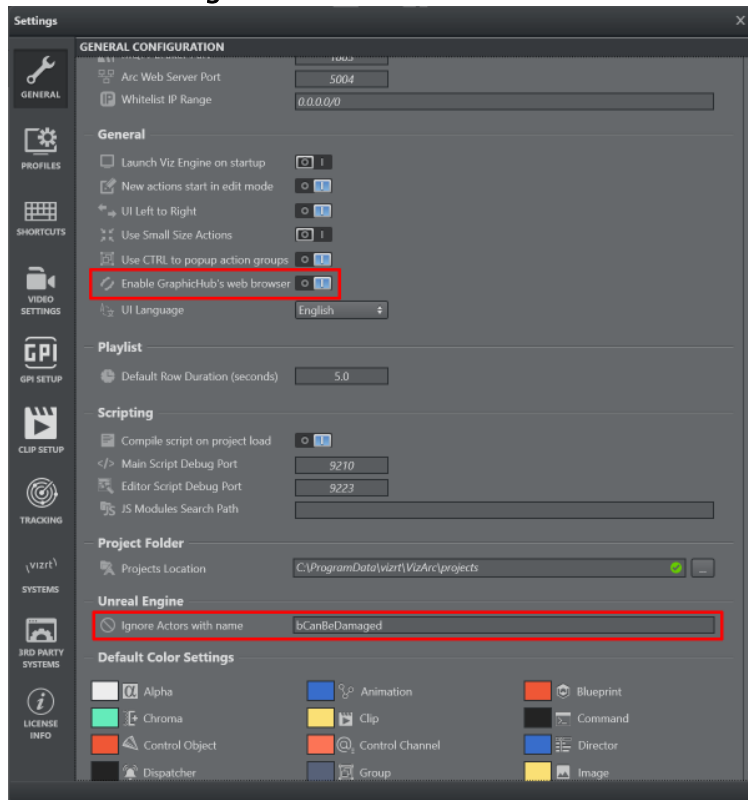 Settings
GENERAL CONFIGURATION
Arc Web Server Port 5004
Whitelist IP Range 0.0.0.0/0
General
Launch Viz Engine on startup
New actions start in edit mode
UI Left to Right
Use Small Size Actions
Use CTRL to popup action groups
Enable GraphicHub's web browser
UI Language English
Playlist
Default Row Duration (seconds) 5.0
Scripting
Compile script on project load
Main Script Debug Port 9210
Editor Script Debug Port 9223
JS Modules Search Path
Project Folder
Projects Location C:\ProgramData\vizrt\VizArc\projects ...
Unreal Engine
Ignore Actors with name bCanBeDamaged
Default Color Settings
Alpha Animation Blueprint
Chroma Clip Command
Control Object Control Channel Director
Dispatcher Group Image
GENERAL
PROFILES
SHORTCUTS
VIDEO
SETTINGS
GPI
GPI SETUP
CLIP SETUP
TRACKING
vizrt
SYSTEMS
3RD PARTY
SYSTEMS
LICENSE
INFO